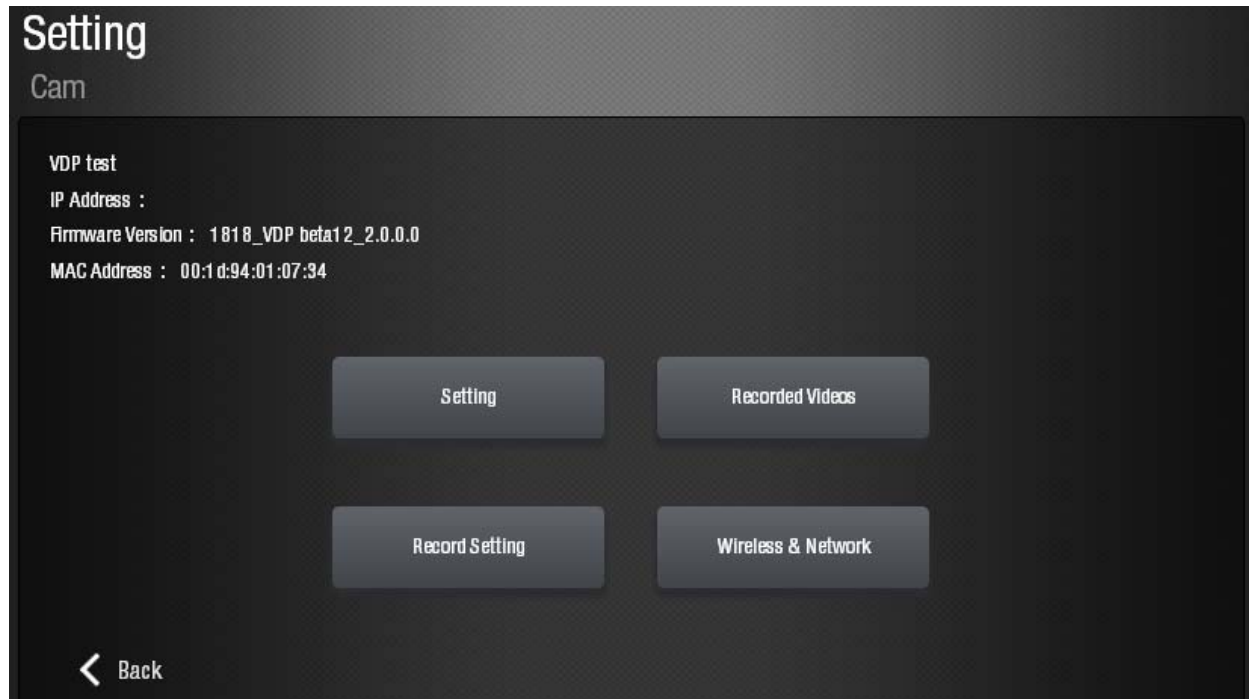 Setting
Cam
VDP test
IP Address :
Firmware Version : 1818_VDP beta12_2.0.0.0
MAC Address : 00:1d:94:01:07:34
Setting
Recorded Videos
Record Setting
Wireless & Network
Back